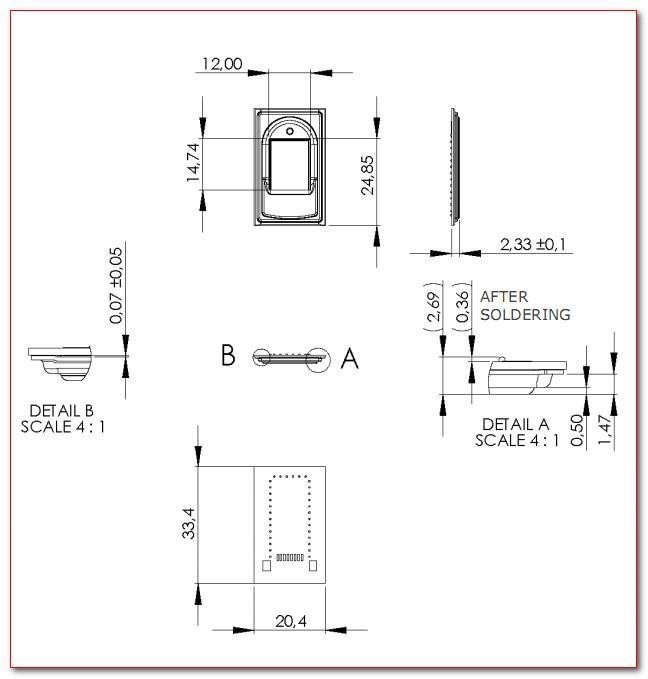 12,00
14,74
24,85
2,33 ±0,1
0,07 ±0,05
(2,69)
(0,36)
AFTER
SOLDERING
B
A
DETAIL B
SCALE 4 : 1
DETAIL A
SCALE 4 : 1
0,50
1,47
33,4
20,4